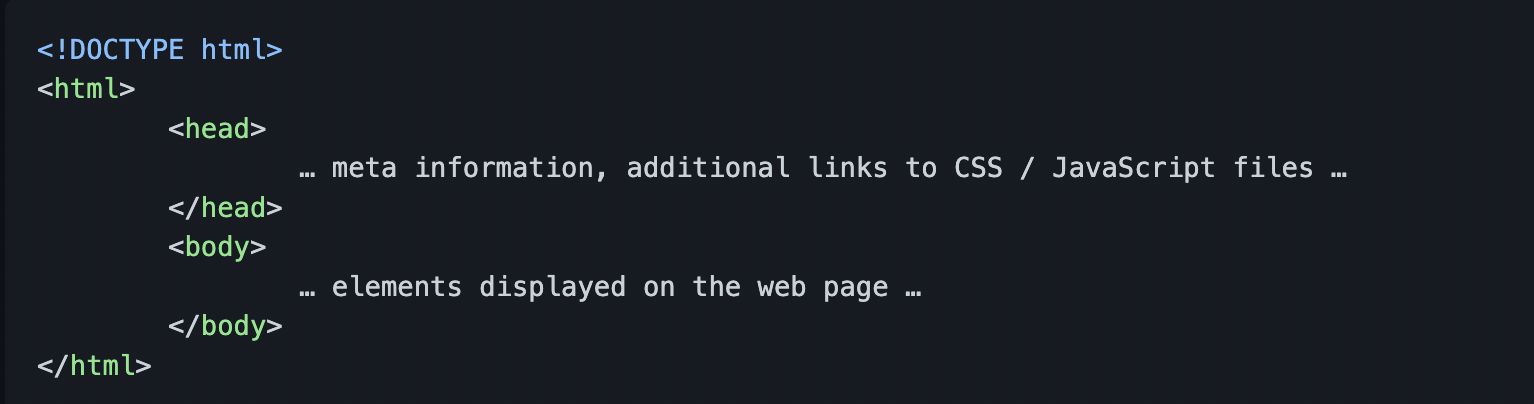 <!DOCTYPE html>
<html>
<head>
… meta information, additional links to CSS / JavaScript files …
</head>
<body>
… elements displayed on the web page …
</body>
</html>